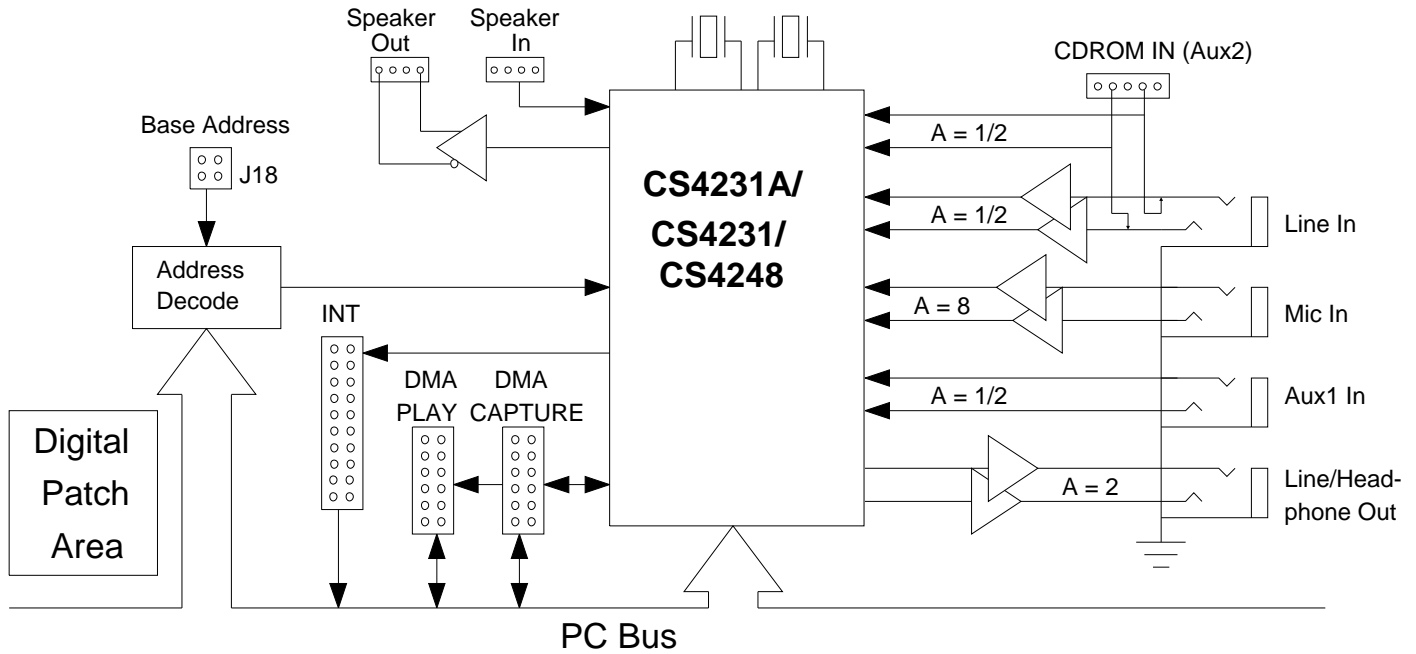 Speaker
Out
Speaker
In
CDROM IN (Aux2)
Base Address
J18
A = 1/2
CS4231A/
CS4231/
CS4248
A = 1/2
Line In
Address
Decode
INT
A = 8
Mic In
DMA
PLAY
DMA
CAPTURE
A = 1/2
Aux1 In
Digital
Patch
Area
A = 2
Line/Head-
phone Out
PC Bus